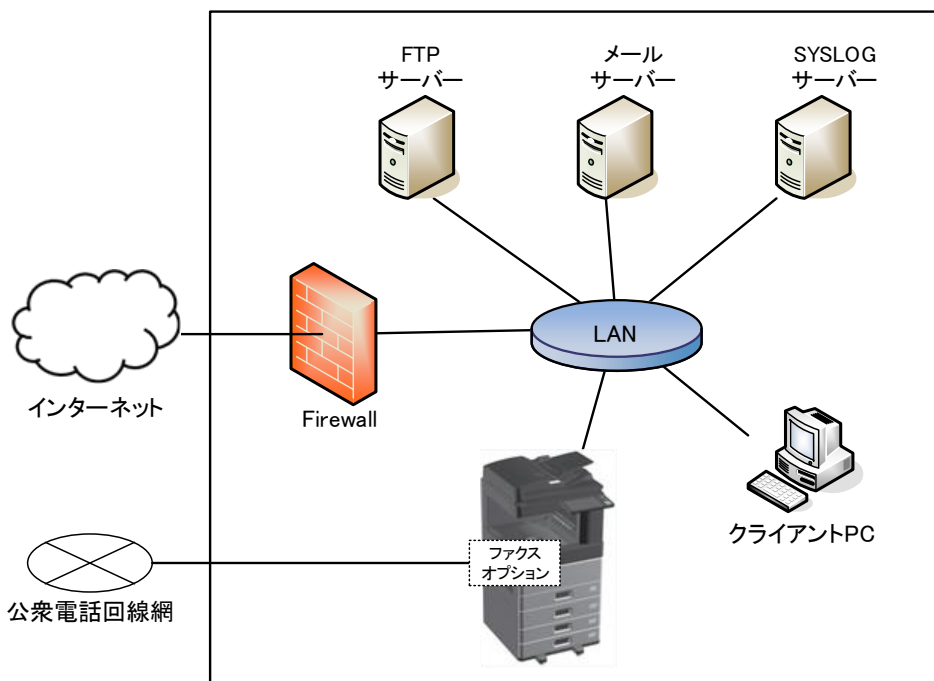 FTP
サーバー
メール
サーバー
SYSLOG
サーバー
LAN
インターネット
Firewall
クライアントPC
ファクス
オプション
公衆電話回線網